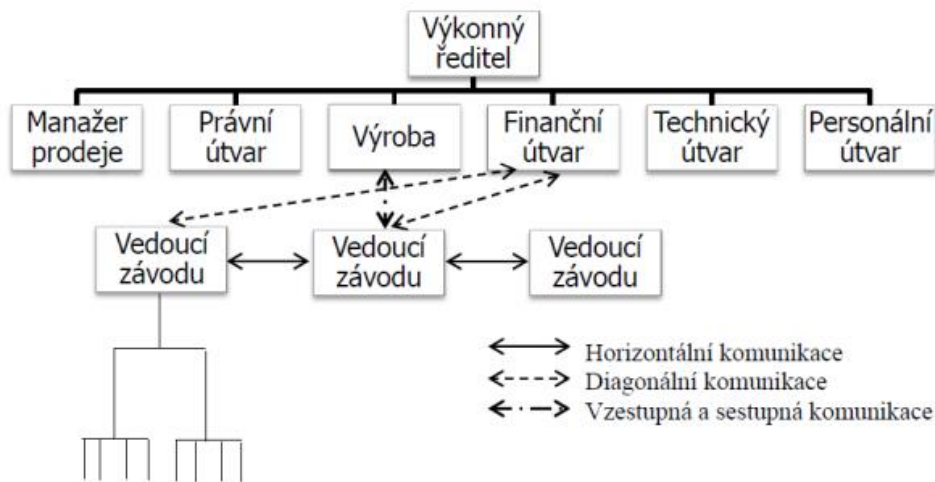 Výkonný
ředitel
Manažer
prodeje
Právní
útvar
Výroba
Finanční
útvar
Technický
útvar
Personální
útvar
Vedoucí
závodu
Vedoucí
závodu
Vedoucí
závodu
Horizontální komunikace
Diagonální komunikace
Vzestupná a sestupná komunikace